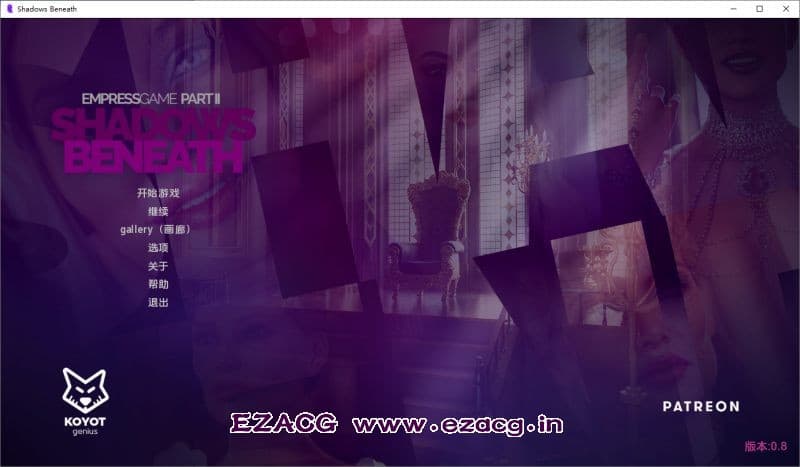 Shadows Beneath
EMPRESSGAME PART II
SHADOWS
BENEATH
开始游戏
继续
gallery（画廊）
选项
关于
帮助
退出
KOYOT
genius
EZACG www.ezacg.in
PATREON
版本:0.8